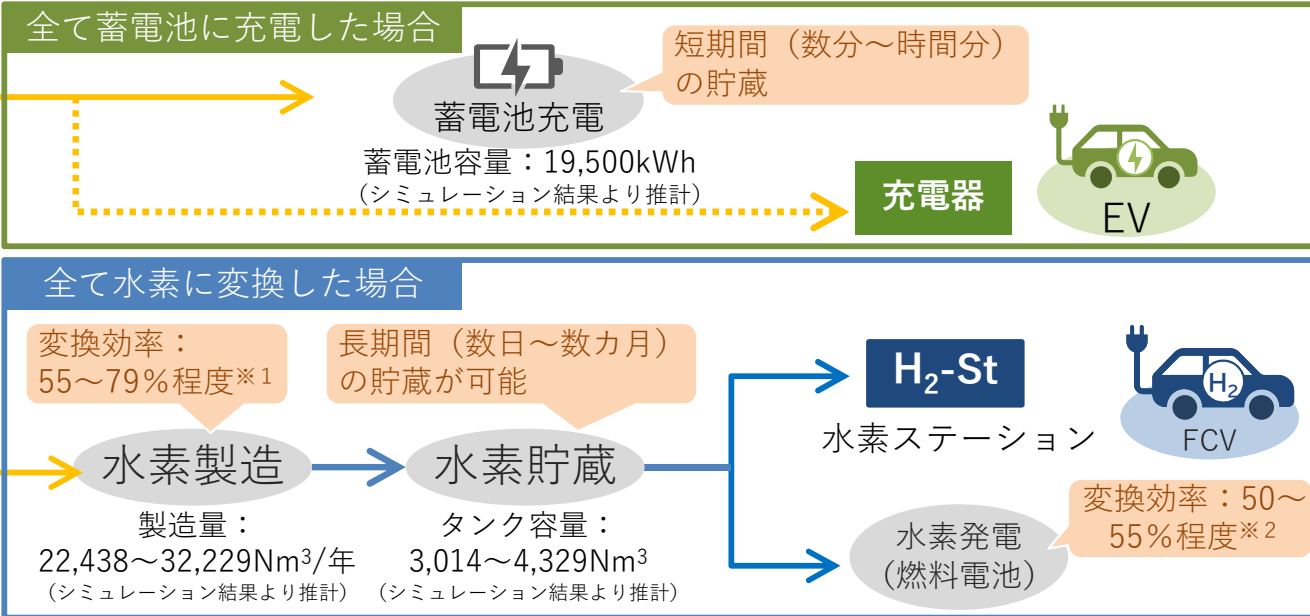 全て蓄電池に充電した場合
短期間（数分～時間分）
の貯蔵
蓄電池充電
蓄電池容量：19,500kWh
（シミュレーション結果より推計）
充電器
EV
全て水素に変換した場合
変換効率：
55～79%程度※1
長期間（数日～数カ月）
の貯蔵が可能
水素製造
製造量：
22,438～32,229Nm³/年
（シミュレーション結果より推計）
水素貯蔵
タンク容量：
3,014～4,329Nm³
（シミュレーション結果より推計）
H₂-St
水素ステーション
H₂
FCV
変換効率：50～
55%程度※2
水素発電
(燃料電池)